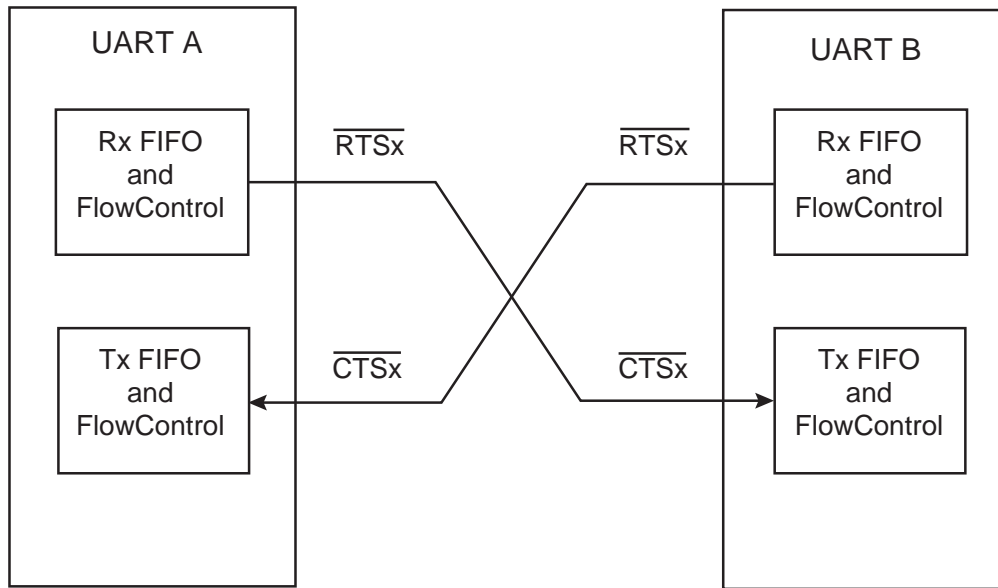 UART A
UART B
Rx FIFO
and
FlowControl
RTSx
RTSx
Rx FIFO
and
FlowControl
Tx FIFO
and
FlowControl
CTSx
CTSx
Tx FIFO
and
FlowControl